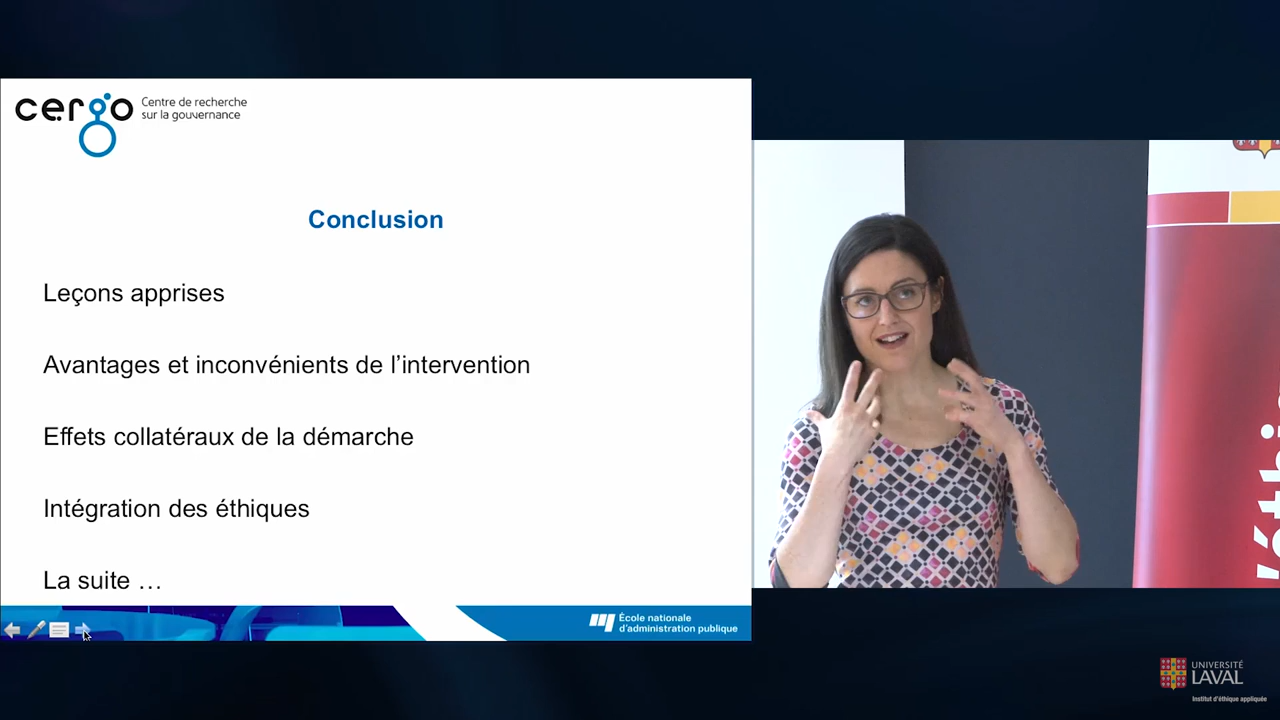 cergo
Centre de recherche
sur la gouvernance
Conclusion
Leçons apprises
Avantages et inconvénients de l’intervention
Effets collatéraux de la démarche
Intégration des éthiques
La suite …
École nationale
d’administration publique
l’éthiq
UNIVERSITÉ
LAVAL
Institut d’éthique appliquée